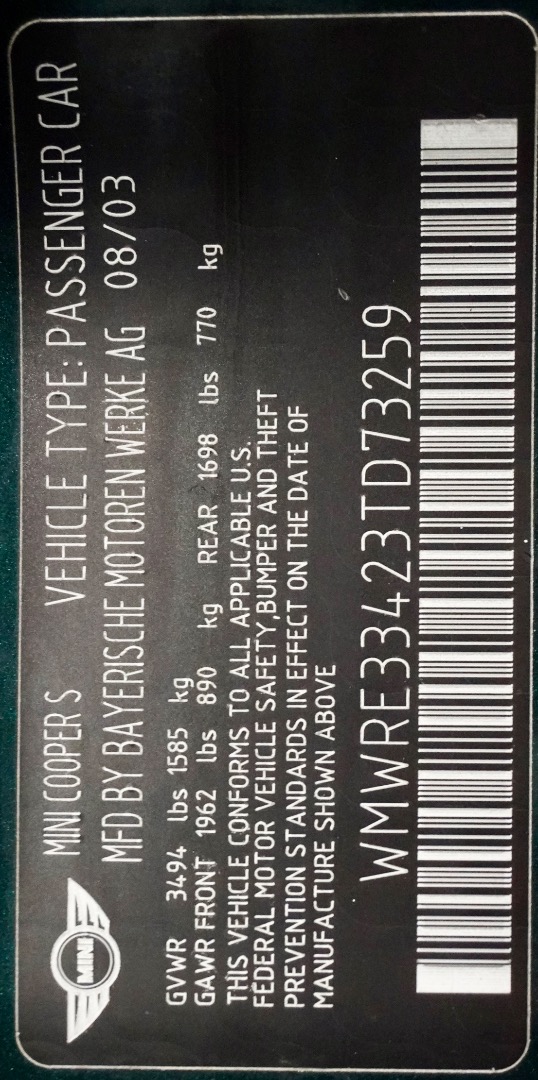 MINI
MINI COOPER S VEHICLE TYPE: PASSENGER CAR
MFD BY BAYERISCHE MOTOREN WERKE AG 08/03
GVWR 3494 lbs 1585 kg
GAWR FRONT 1962 lbs 890 kg REAR 1698 lbs 770 kg
THIS VEHICLE CONFORMS TO ALL APPLICABLE U.S.
FEDERAL MOTOR VEHICLE SAFETY,BUMPER AND THEFT
PREVENTION STANDARDS IN EFFECT ON THE DATE OF
MANUFACTURE SHOWN ABOVE
WMWRE33423TD73259